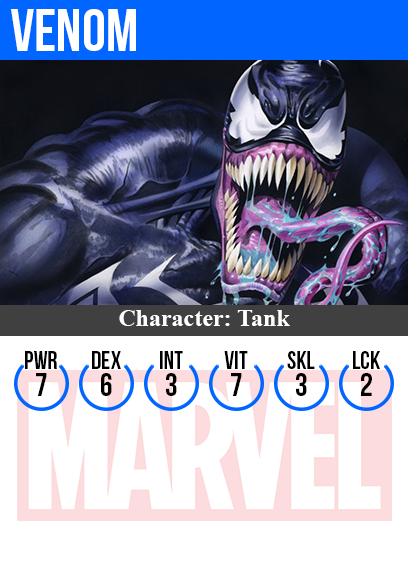 VENOM
Character: Tank
PWR DEX INT VIT SKL LCK
7 6 3 7 3 2
MARVEL